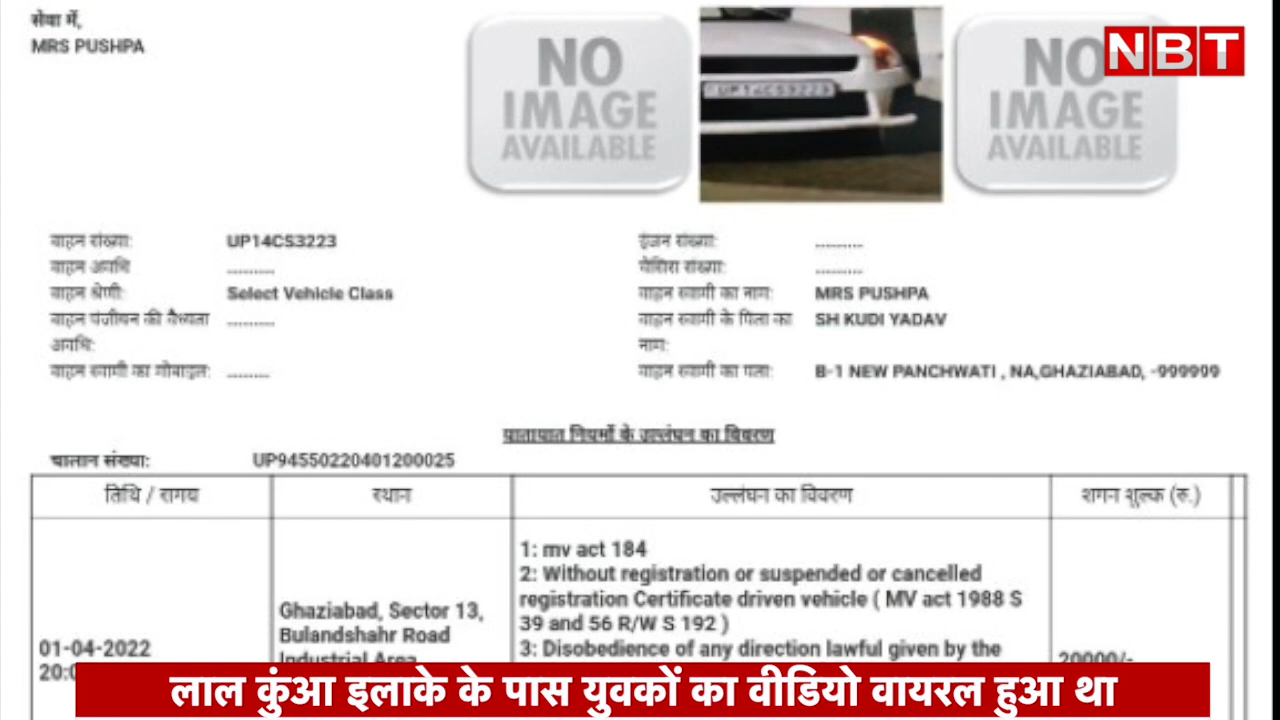 सेवा में,
MRS PUSHPA
NO
IMAGE
AVAILABLE
UP14CS3223
NO
IMAGE
AVAILABLE
NBT
वाहन संख्या: UP14CS3223
इंजन संख्या: ..........
वाहन अवधि ..........
चेसिस संख्या: ..........
वाहन श्रेणी: Select Vehicle Class
वाहन स्वामी का नाम: MRS PUSHPA
वाहन पंजीयन की वैध्यता ..........
अवधि:
वाहन स्वामी के पिता का SH KUDI YADAV
नाम:
वाहन स्वामी का मोबाइल: .........
वाहन स्वामी का पता: B-1 NEW PANCHWATI , NA,GHAZIABAD, -999999
यातायात नियमों के उल्लंघन का विवरण
चालान संख्या: UP94550220401200025
तिथि / समय
स्थान
उल्लंघन का विवरण
शमन शुल्क (रु.)
01-04-2022
20:0
Ghaziabad, Sector 13,
Bulandshahr Road
Industrial Area
1: mv act 184
2: Without registration or suspended or cancelled
registration Certificate driven vehicle ( MV act 1988 S
39 and 56 R/W S 192 )
3: Disobedience of any direction lawful given by the
20000/-
लाल कुंआ इलाके के पास युवकों का वीडियो वायरल हुआ था